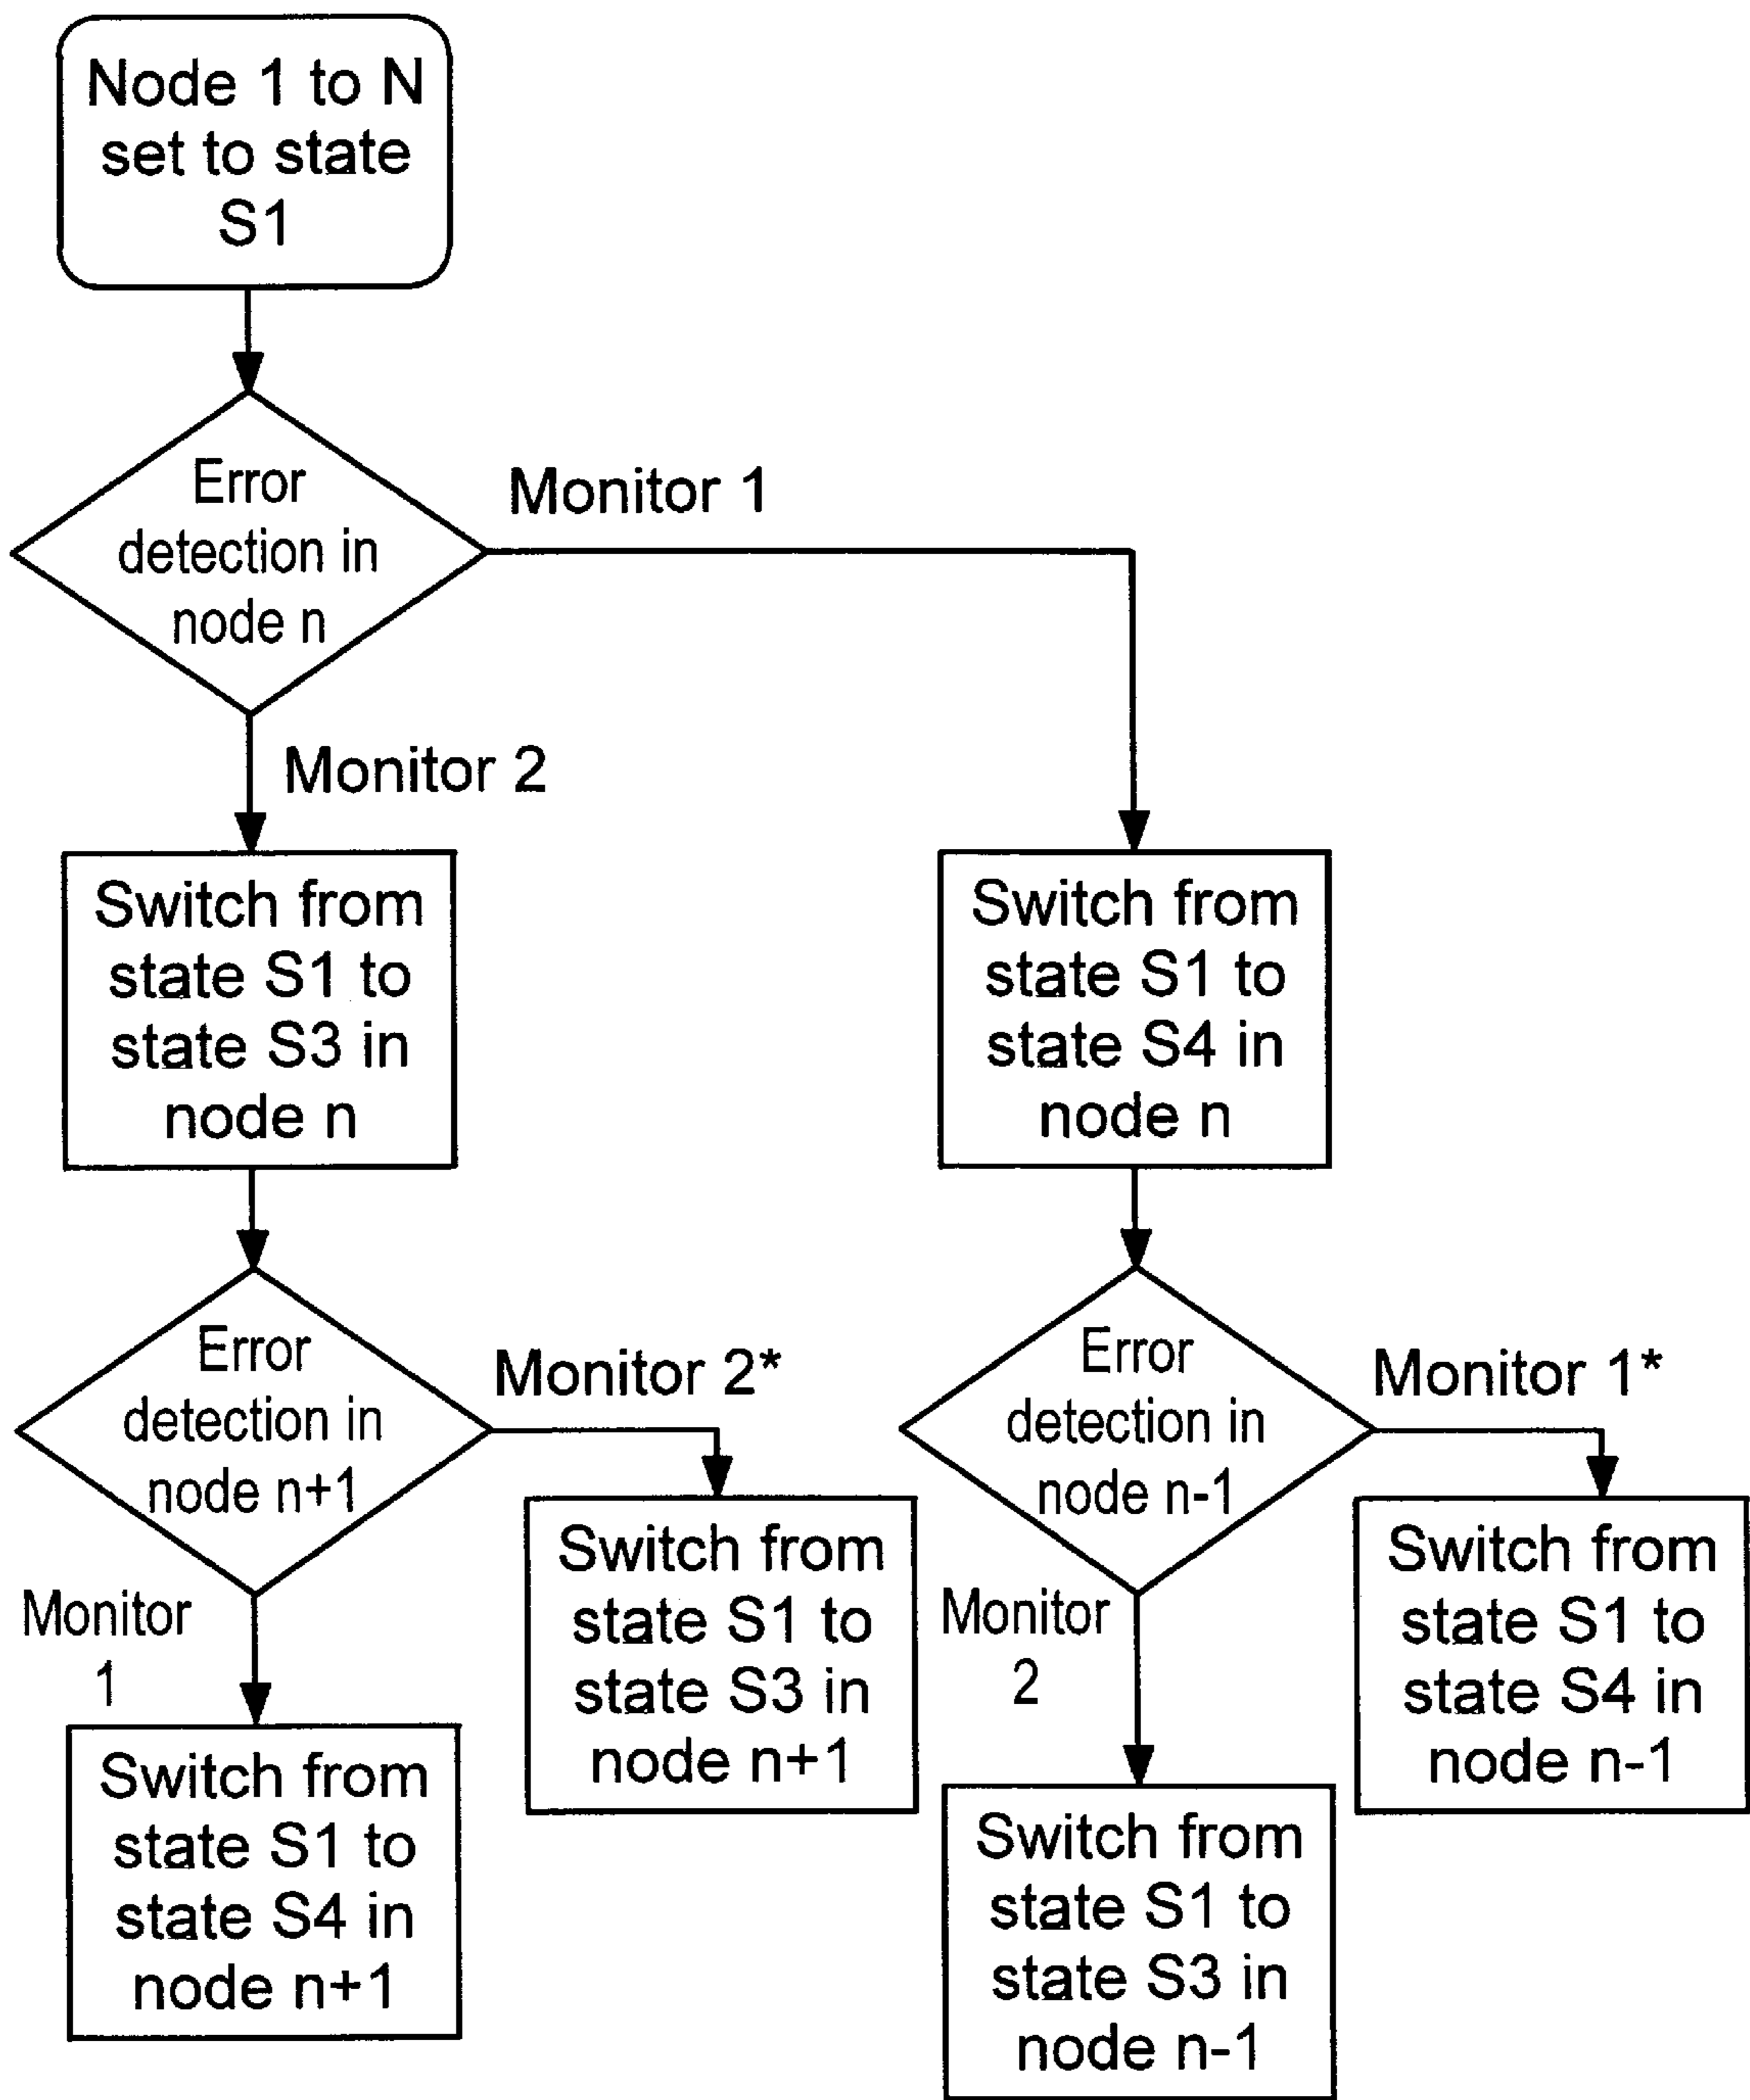 Node 1 to N
set to state
S1
Error
detection in
node n
Monitor 1
Monitor 2
Switch from
state S1 to
state S3 in
node n
Switch from
state S1 to
state S4 in
node n
Error
detection in
node n+1
Monitor 2*
Monitor
1
Switch from
state S1 to
state S3 in
node n+1
Switch from
state S1 to
state S4 in
node n+1
Error
detection in
node n-1
Monitor 1*
Monitor
2
Switch from
state S1 to
state S4 in
node n-1
Switch from
state S1 to
state S3 in
node n-1